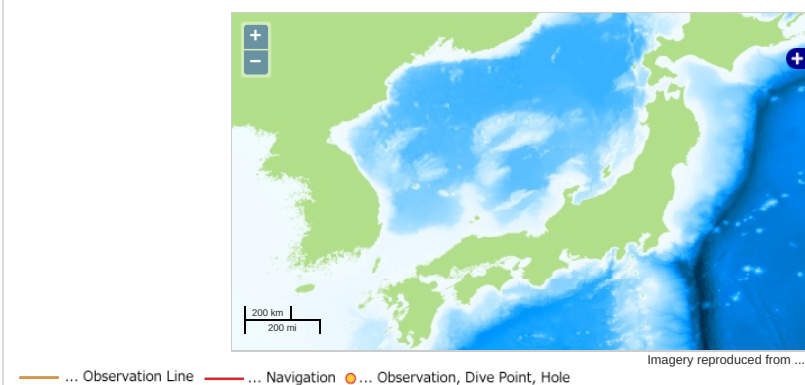 +
−
+
200 km
200 mi
Imagery reproduced from ...
... Observation Line ... Navigation ... Observation, Dive Point, Hole